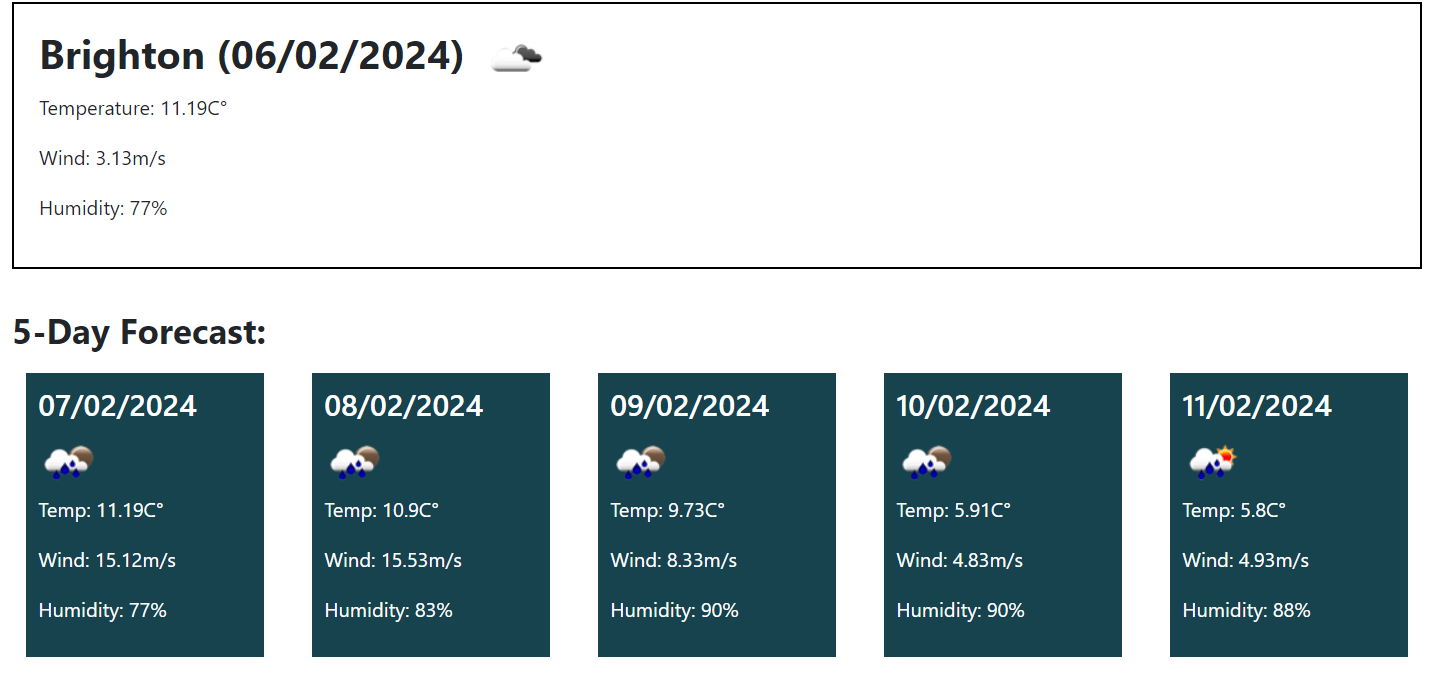 Brighton (06/02/2024)
Temperature: 11.19C°
Wind: 3.13m/s
Humidity: 77%
5-Day Forecast:
07/02/2024
Temp: 11.19C°
Wind: 15.12m/s
Humidity: 77%
08/02/2024
Temp: 10.9C°
Wind: 15.53m/s
Humidity: 83%
09/02/2024
Temp: 9.73C°
Wind: 8.33m/s
Humidity: 90%
10/02/2024
Temp: 5.91C°
Wind: 4.83m/s
Humidity: 90%
11/02/2024
Temp: 5.8C°
Wind: 4.93m/s
Humidity: 88%